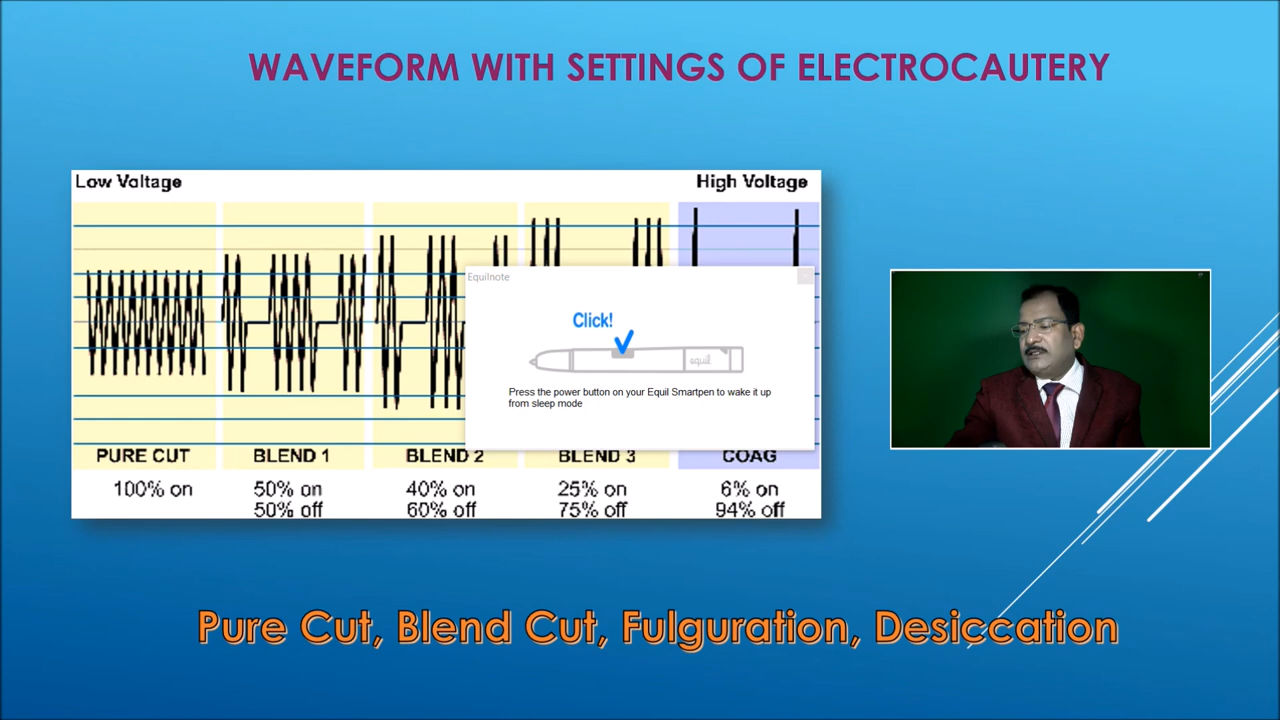 WAVEFORM WITH SETTINGS OF ELECTROCAUTERY
Low Voltage
High Voltage
Equilnote
Click!
equil
Press the power button on your Equil Smartpen to wake it up
from sleep mode
PURE CUT
BLEND 1
BLEND 2
BLEND 3
COAG
100% on
50% on
40% on
25% on
6% on
50% off
60% off
75% off
94% off
Pure Cut, Blend Cut, Fulguration, Desiccation